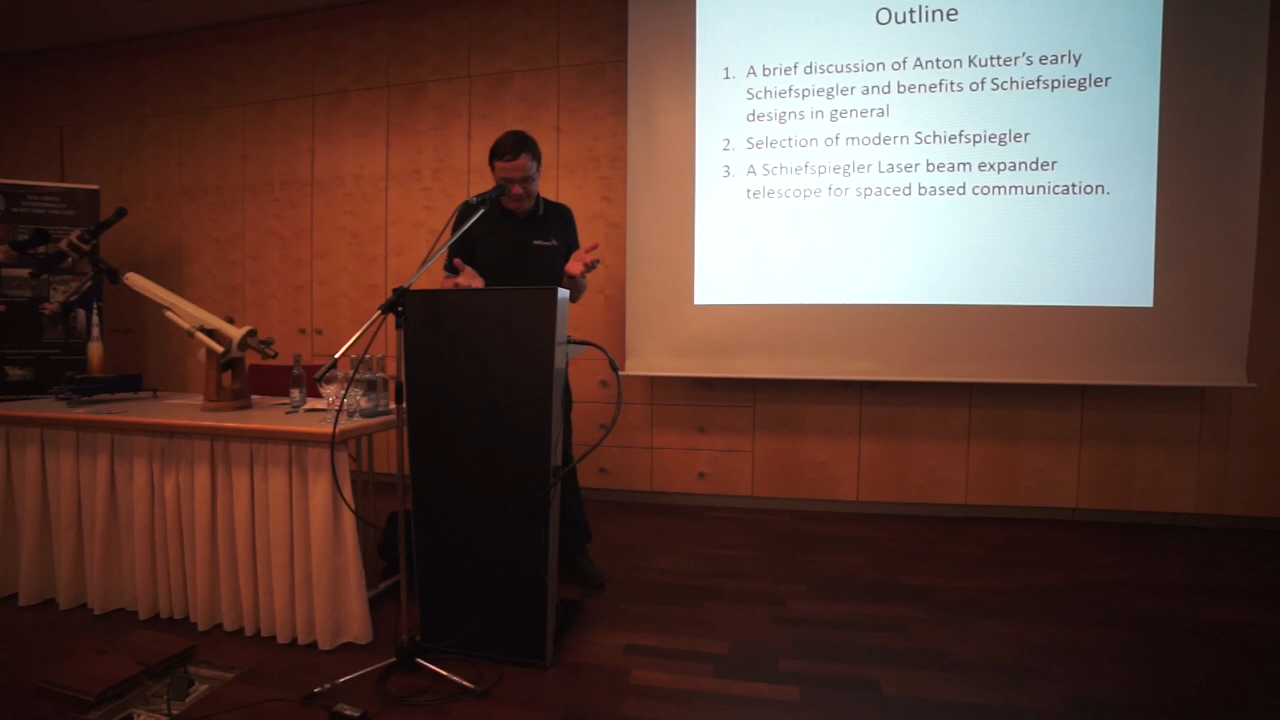 Outline
1. A brief discussion of Anton Kutter's early
Schiefspiegler and benefits of Schiefspiegler
designs in general
2. Selection of modern Schiefspiegler
3. A Schiefspiegler Laser beam expander
telescope for spaced based communication.